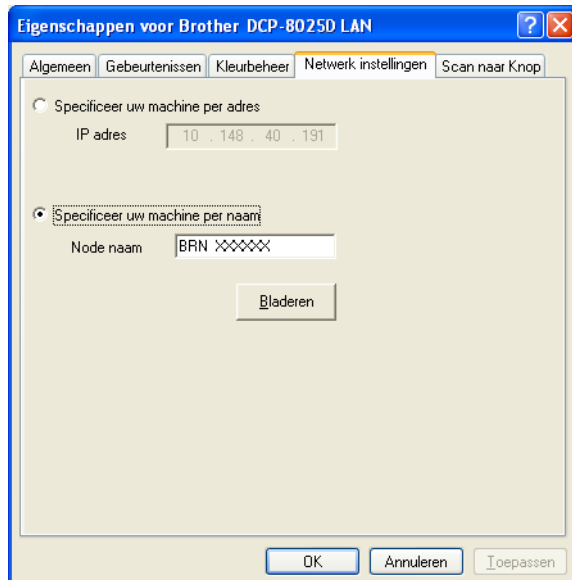 Eigenschappen voor Brother DCP-8025D LAN
Algemeen Gebeurtenissen Kleurbeheer Netwerk instellingen Scan naar Knop
Specificeer uw machine per adres
IP adres 10 . 148 . 40 . 191
Specificeer uw machine per naam
Node naam BRN XXXXXX
Bladeren
OK Annuleren Toepassen